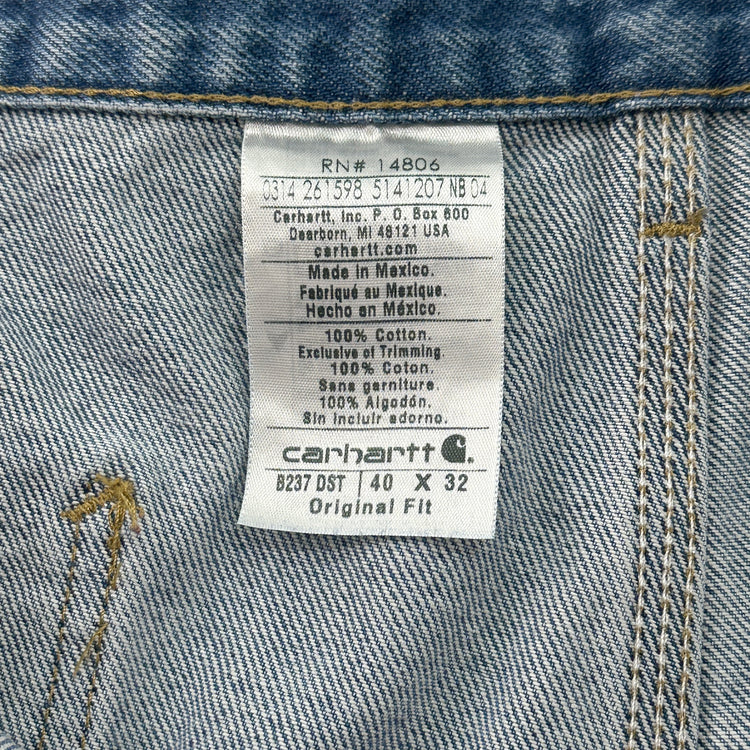 RN# 14806
0314 261598 5141207 NB 04
Carhartt, Inc. P. O. Box 600
Dearborn, MI 48121 USA
carhartt.com
Made in Mexico.
Fabriqué au Mexique.
Hecho en México.
100% Cotton.
Exclusive of Trimming.
100% Coton.
Sans garniture.
100% Algodón.
Sin incluir adorno.
carhartt
B237 DST 40 X 32
Original Fit